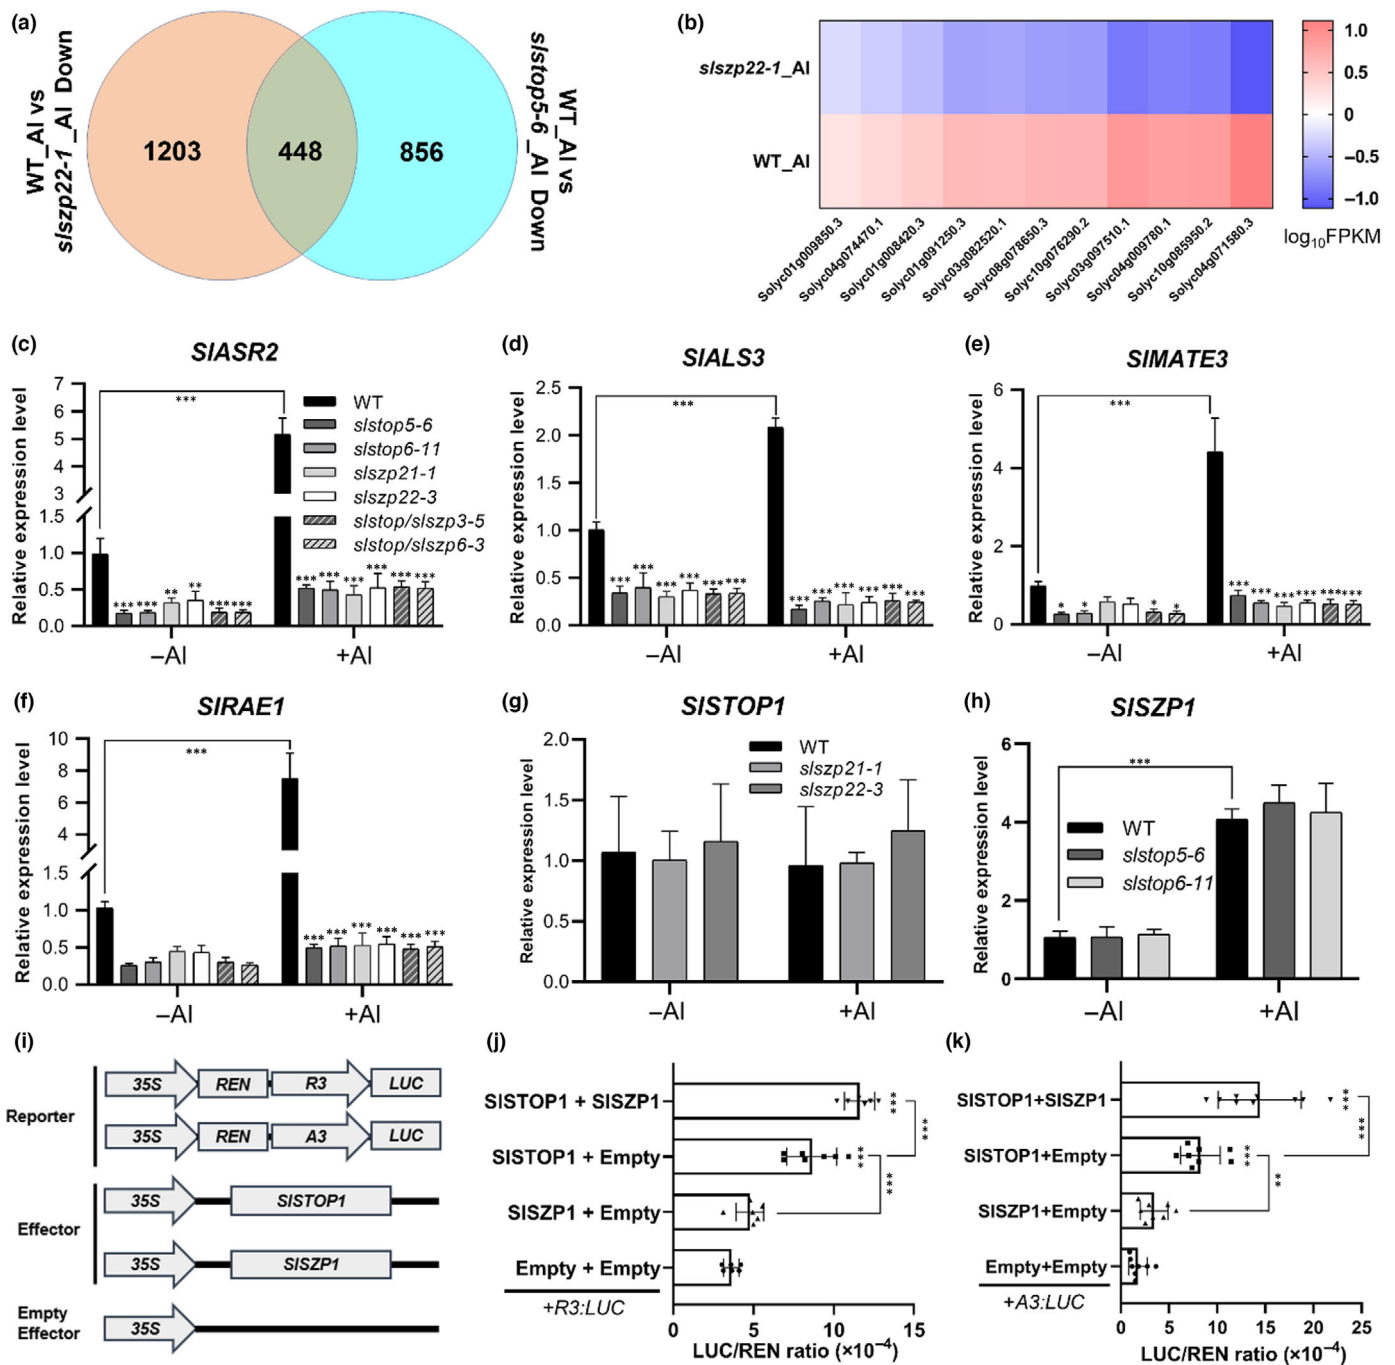 (a)
WT_Al vs
slszp22-1_Al Down
1203
448
856
WT_Al vs
slstop5-6_Al Down
(b)
slszp22-1_Al
WT_Al
Solyc01g009850.3
Solyc04g074470.1
Solyc01g008420.3
Solyc01g091250.3
Solyc03g082520.1
Solyc08g078650.3
Solyc10g076290.2
Solyc03g097510.1
Solyc04g009780.1
Solyc10g085950.2
Solyc04g071580.3
1.0
0.5
0
−0.5
−1.0
log10FPKM
(c)
SlASR2
Relative expression level
7
6
5
4
3
1.5
1.0
0.5
0.0
***
*** *** ** ** *** ***
*** *** *** *** *** ***
WT
slstop5-6
slstop6-11
slszp21-1
slszp22-3
slstop/slszp3-5
slstop/slszp6-3
−Al
+Al
(d)
SlALS3
Relative expression level
2.5
2.0
1.5
1.0
0.5
0.0
***
*** *** *** *** *** ***
*** *** *** *** *** ***
−Al
+Al
(e)
SlMATE3
Relative expression level
6
4
2
0
***
* * * *
*** *** *** *** *** ***
−Al
+Al
(f)
SlRAE1
Relative expression level
10
8
6
4
1.5
1.0
0.5
0.0
***
*** *** *** *** *** ***
−Al
+Al
(g)
SlSTOP1
Relative expression level
2.0
1.5
1.0
0.5
0.0
WT
slszp21-1
slszp22-3
−Al
+Al
(h)
SlSZP1
Relative expression level
6
4
2
0
***
WT
slstop5-6
slstop6-11
−Al
+Al
(i)
Reporter
35S REN R3 LUC
35S REN A3 LUC
Effector
35S SlSTOP1
35S SlSZP1
Empty
Effector
35S
(j)
SlSTOP1 + SlSZP1
SlSTOP1 + Empty
SlSZP1 + Empty
Empty + Empty
+R3:LUC
***
***
***
***
0 5 10 15
LUC/REN ratio (×10−4)
(k)
SlSTOP1+SlSZP1
SlSTOP1+Empty
SlSZP1+Empty
Empty+Empty
+A3:LUC
***
***
***
**
0 5 10 15 20 25
LUC/REN ratio (×10−4)